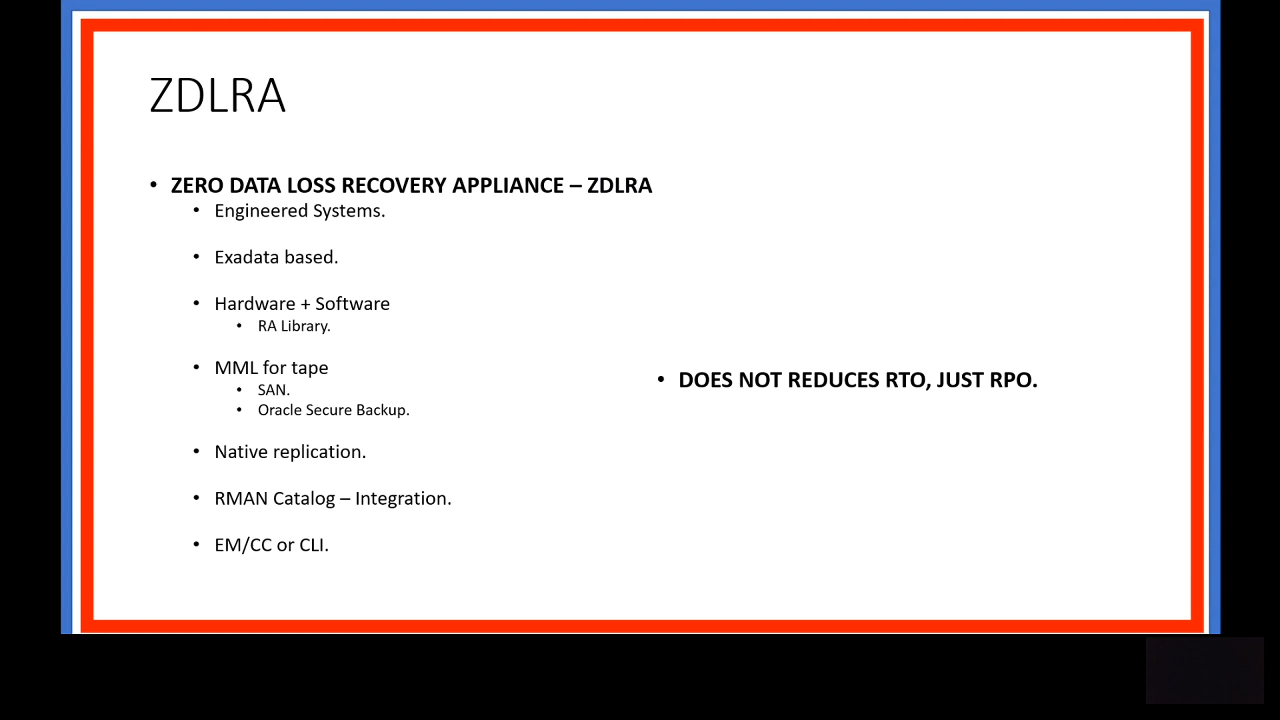 ZDLRA
• ZERO DATA LOSS RECOVERY APPLIANCE – ZDLRA
• Engineered Systems.
• Exadata based.
• Hardware + Software
• RA Library.
• MML for tape
• SAN.
• Oracle Secure Backup.
• Native replication.
• RMAN Catalog – Integration.
• EM/CC or CLI.
• DOES NOT REDUCES RTO, JUST RPO.